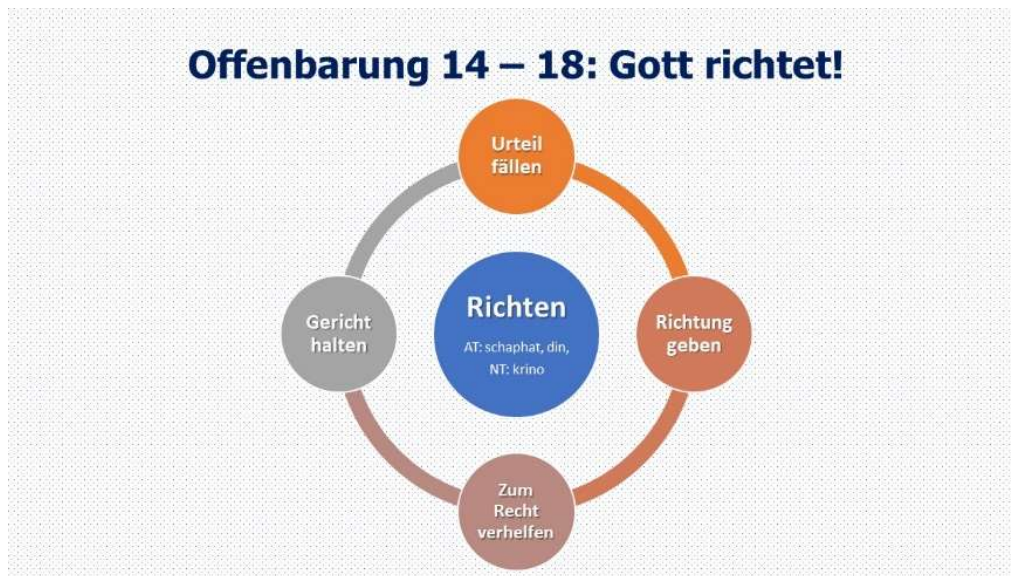 Offenbarung 14 – 18: Gott richtet!
Urteil
fällen
Gericht
halten
Richten
AT: schaphat, din,
NT: krino
Richtung
geben
Zum
Recht
verhelfen